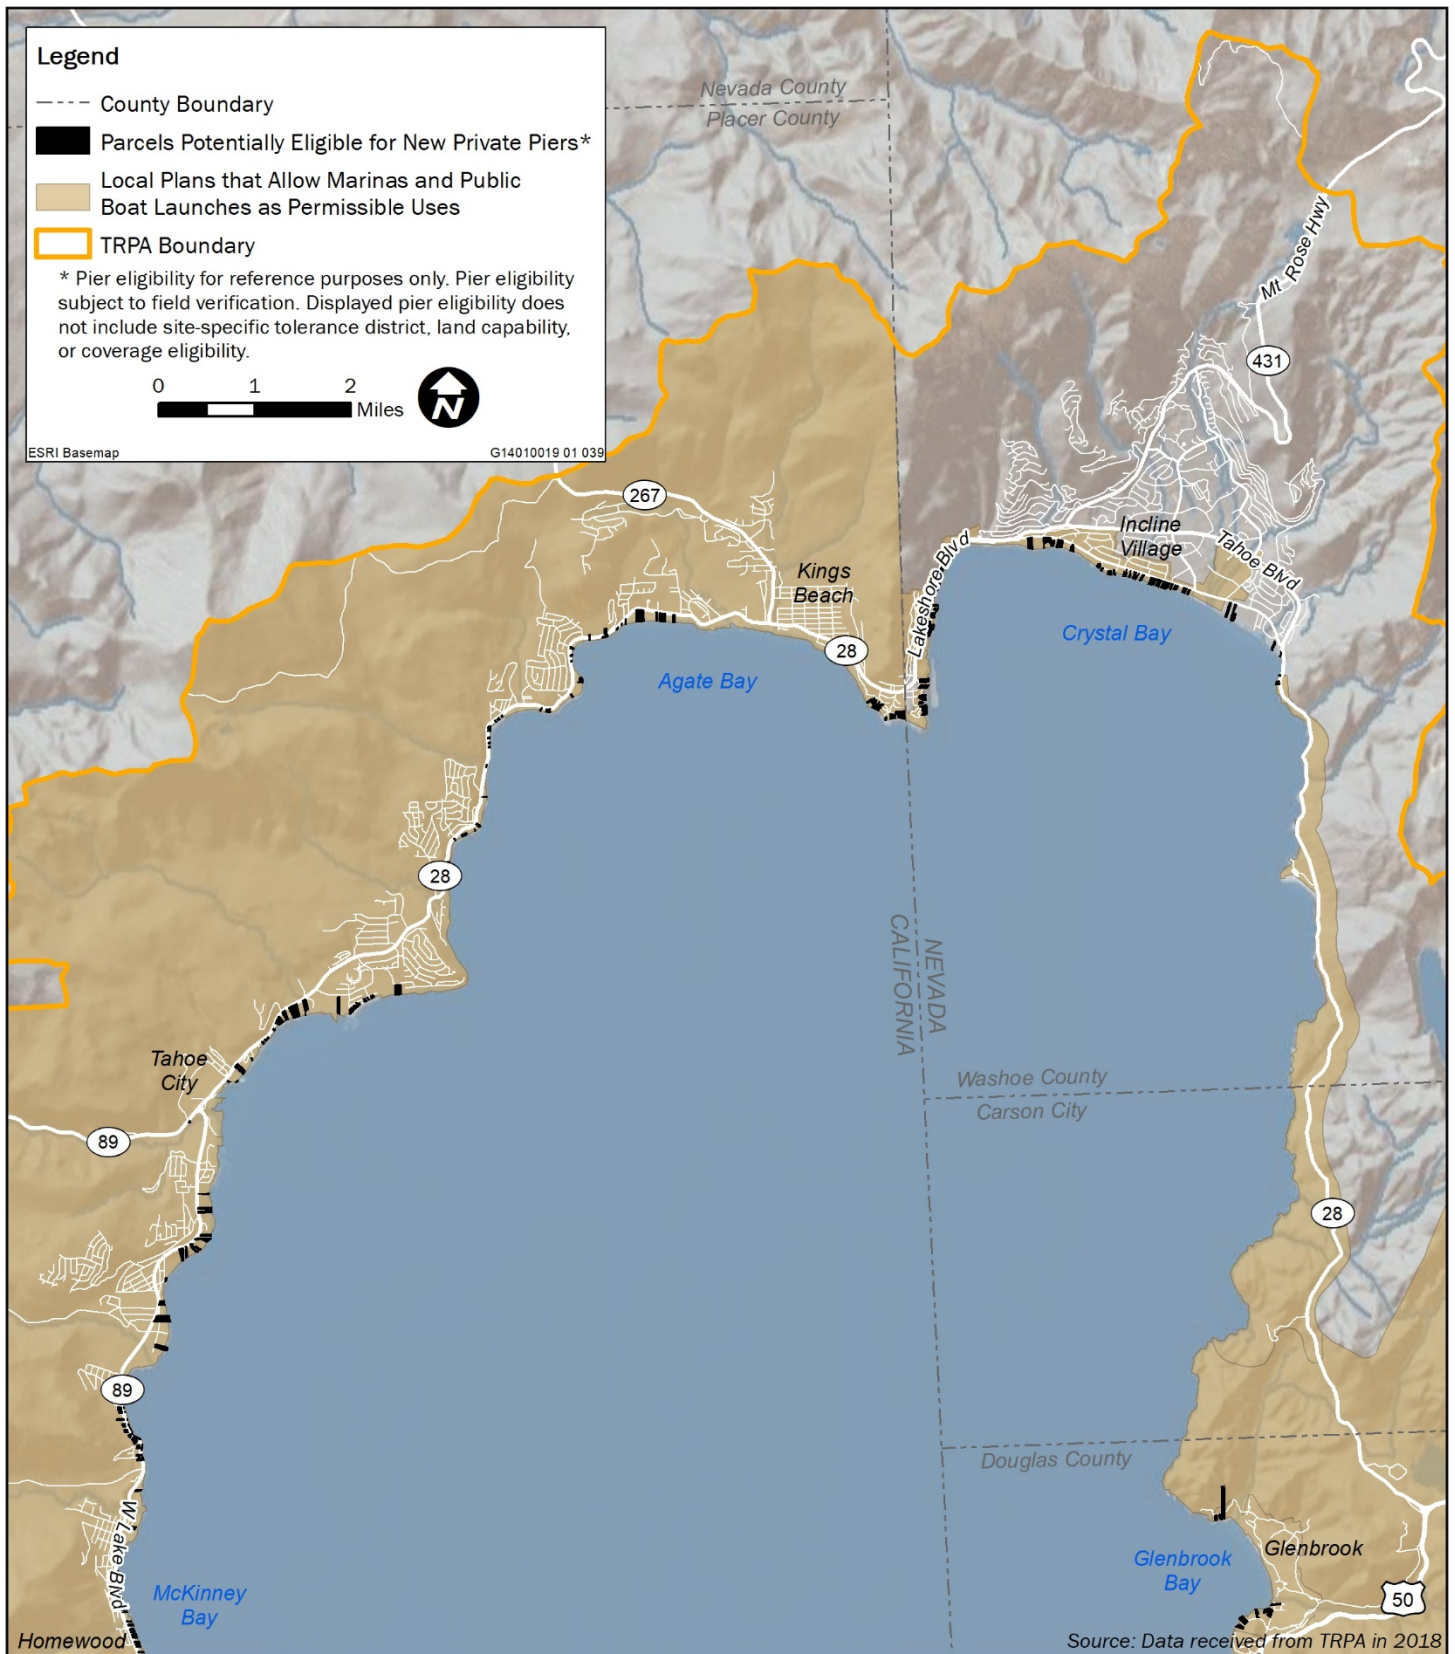 Legend
County Boundary
Parcels Potentially Eligible for New Private Piers*
Local Plans that Allow Marinas and Public
Boat Launches as Permissible Uses
TRPA Boundary
* Pier eligibility for reference purposes only. Pier eligibility
subject to field verification. Displayed pier eligibility does
not include site-specific tolerance district, land capability,
or coverage eligibility.
0 1 2
Miles
N
ESRI Basemap
G14010019 01 039
Nevada County
Placer County
Mt Rose Hwy
431
267
Incline
Village
Tahoe Blvd
Lakeshore Blvd
Kings
Beach
28
Crystal Bay
Agate Bay
28
NEVADA
CALIFORNIA
Tahoe
City
Washoe County
Carson City
89
28
89
Douglas County
W Lake Blvd
Glenbrook
Glenbrook
Bay
McKinney
Bay
50
Homewood
Source: Data received from TRPA in 2018